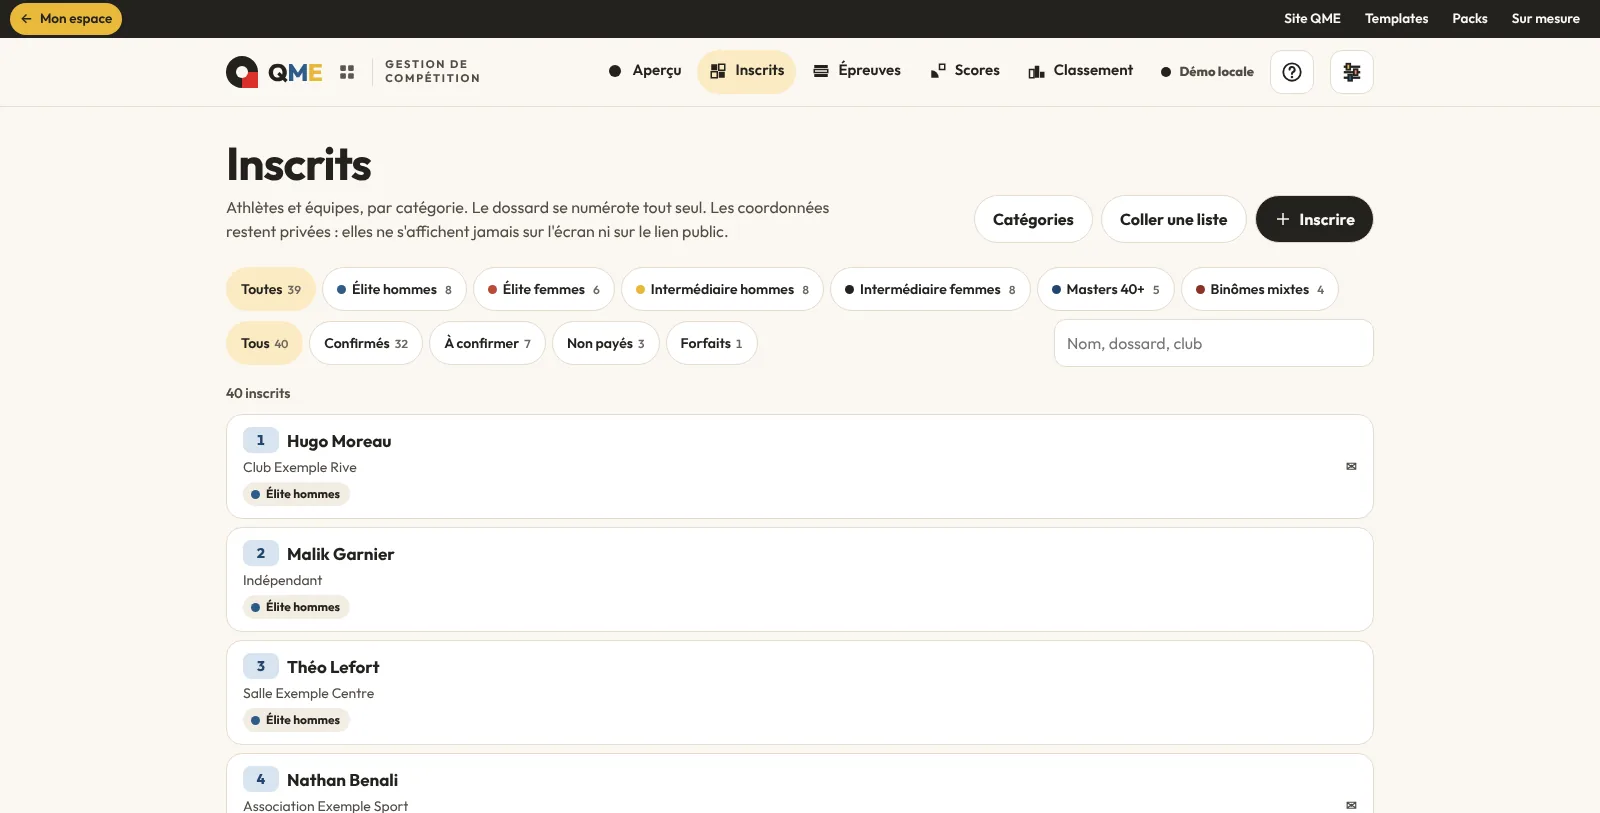 ← Mon espace
Site QME
Templates
Packs
Sur mesure
QME
GESTION DE
COMPÉTITION
Aperçu
Inscrits
Épreuves
Scores
Classement
Démo locale
Inscrits
Athlètes et équipes, par catégorie. Le dossard se numérote tout seul. Les coordonnées
restent privées : elles ne s'affichent jamais sur l'écran ni sur le lien public.
Catégories
Coller une liste
+ Inscrire
Toutes 39
Élite hommes 8
Élite femmes 6
Intermédiaire hommes 8
Intermédiaire femmes 8
Masters 40+ 5
Binômes mixtes 4
Tous 40
Confirmés 32
À confirmer 7
Non payés 3
Forfaits 1
Nom, dossard, club
40 inscrits
1 Hugo Moreau
Club Exemple Rive
Élite hommes
2 Malik Garnier
Indépendant
Élite hommes
3 Théo Lefort
Salle Exemple Centre
Élite hommes
4 Nathan Benali
Association Exemple Sport